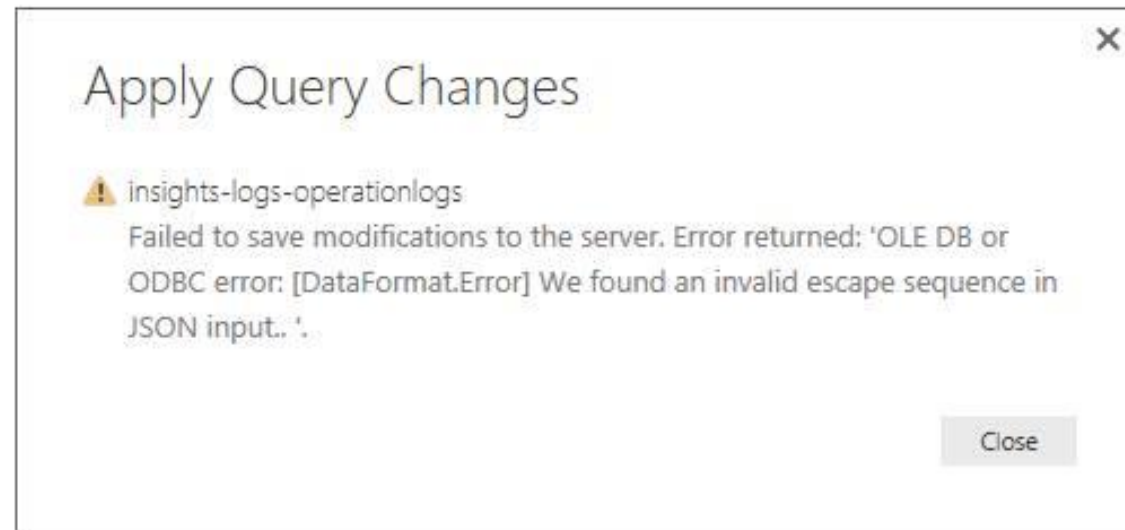 Apply Query Changes
insights-logs-operationlogs
Failed to save modifications to the server. Error returned: 'OLE DB or
ODBC error: [DataFormat.Error] We found an invalid escape sequence in
JSON input.. '.
Close